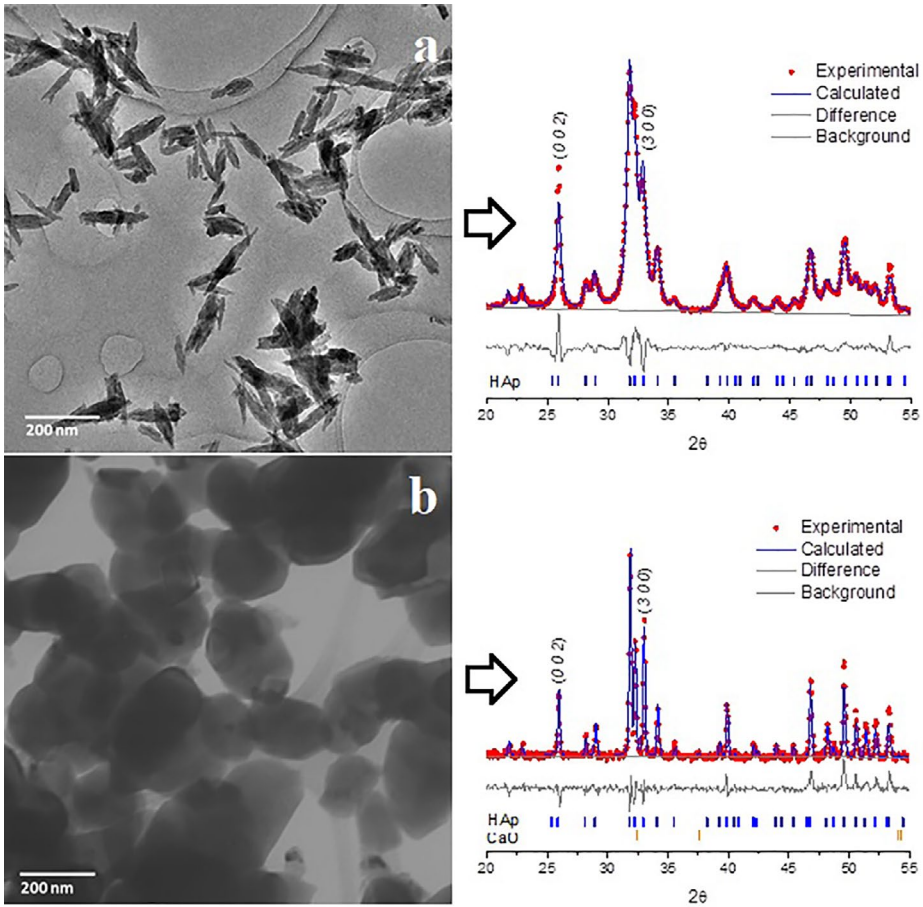 a
200 nm
Experimental
Calculated
Difference
Background
(0 0 2)
(3 0 0)
HAp
20 25 30 35 40 45 50 55
2θ
b
200 nm
Experimental
Calculated
Difference
Background
(0 0 2)
(3 0 0)
HAp
CaO
20 25 30 35 40 45 50 55
2θ